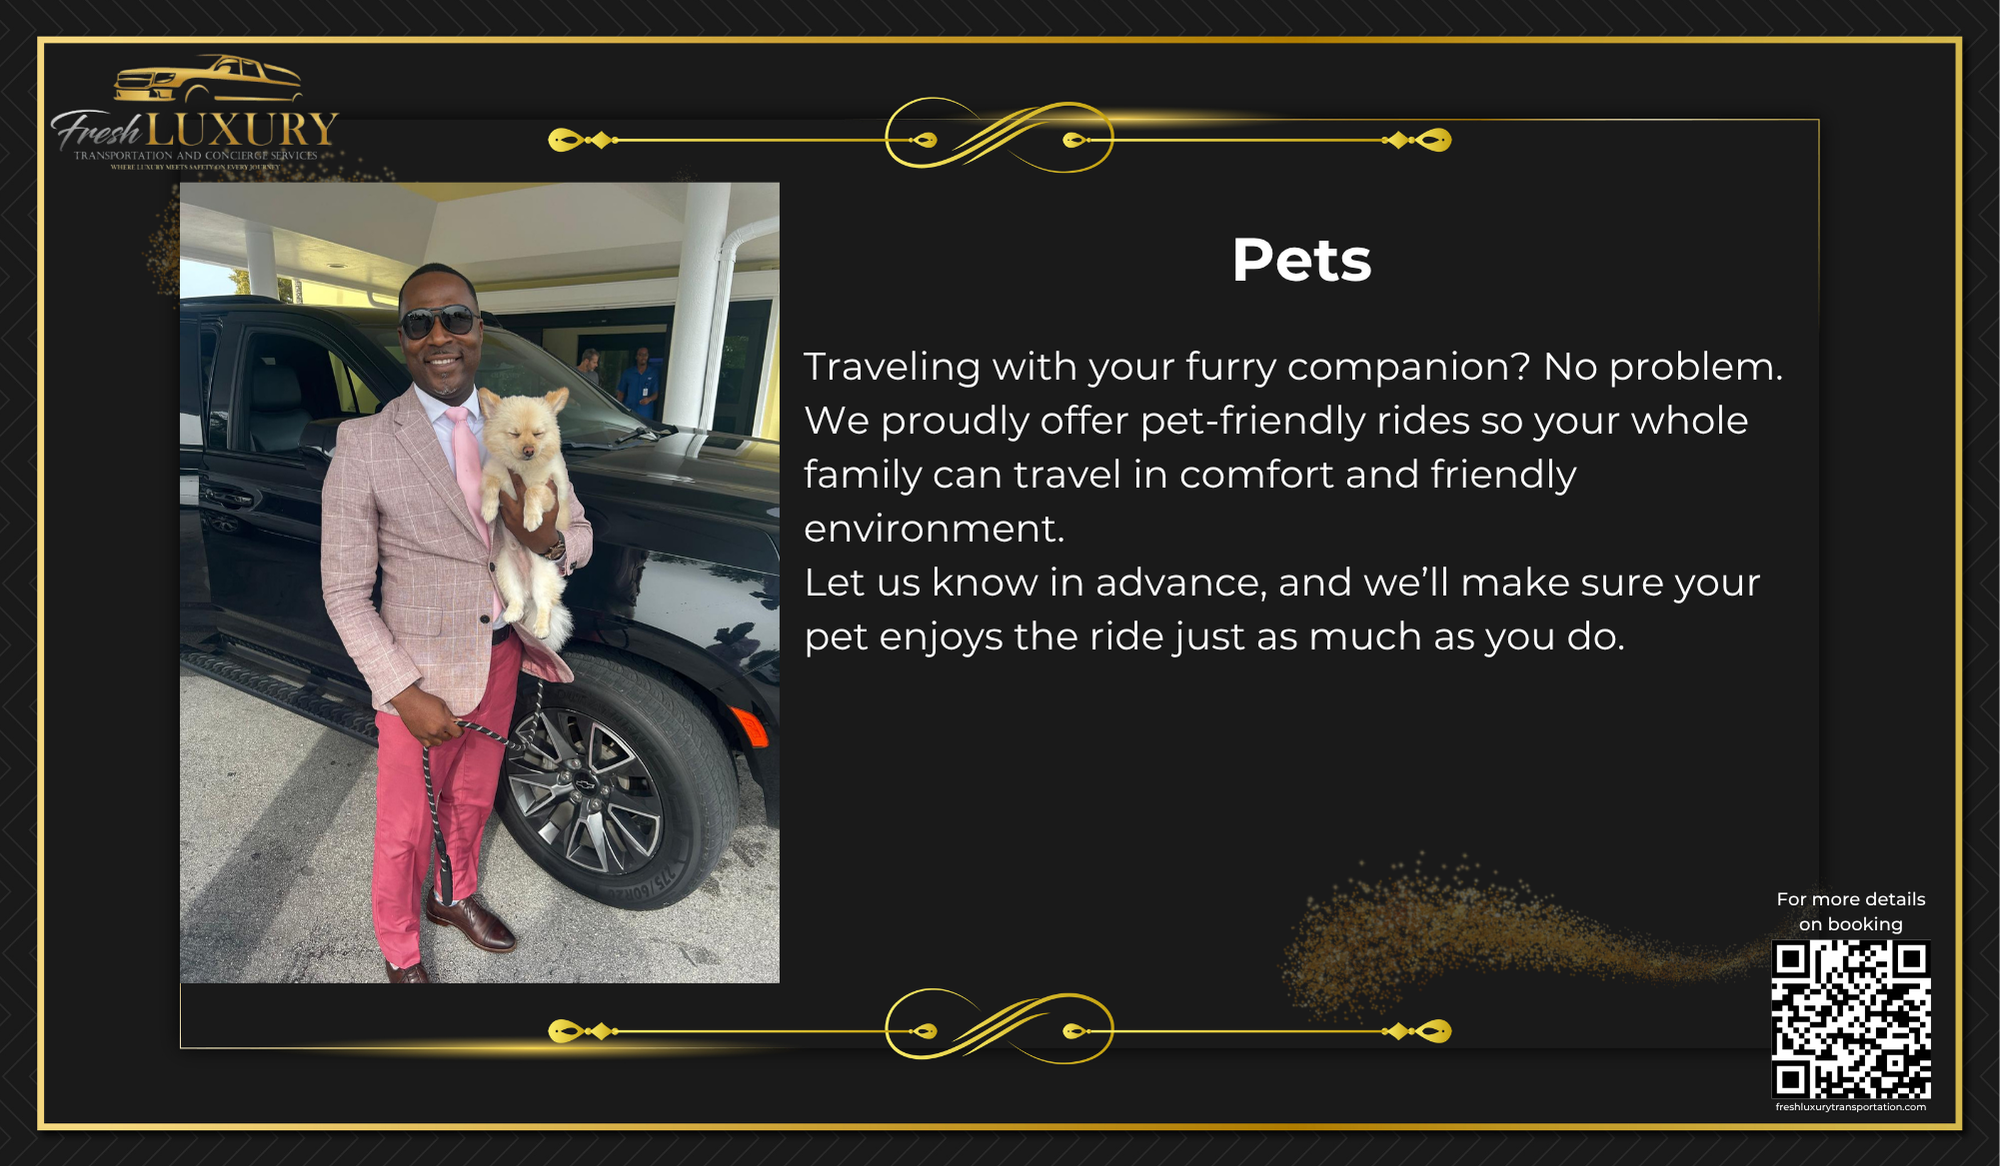 Fresh LUXURY
TRANSPORTATION AND CONCIERGE SERVICES
WHERE LUXURY MEETS SAFETY ON EVERY JOURNEY
Pets
Traveling with your furry companion? No problem.
We proudly offer pet-friendly rides so your whole
family can travel in comfort and friendly
environment.
Let us know in advance, and we’ll make sure your
pet enjoys the ride just as much as you do.
275/60R20
For more details
on booking
freshluxurytransportation.com